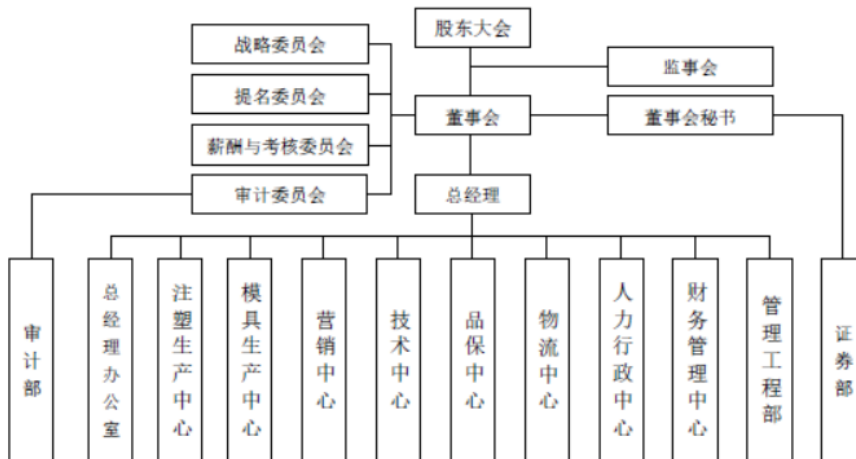 股东大会
战略委员会
监事会
提名委员会
董事会
董事会秘书
薪酬与考核委员会
审计委员会
总经理
审计部
总经理办公室
注塑生产中心
模具生产中心
营销中心
技术中心
品保中心
物流中心
人力行政中心
财务管理中心
管理工程部
证券部